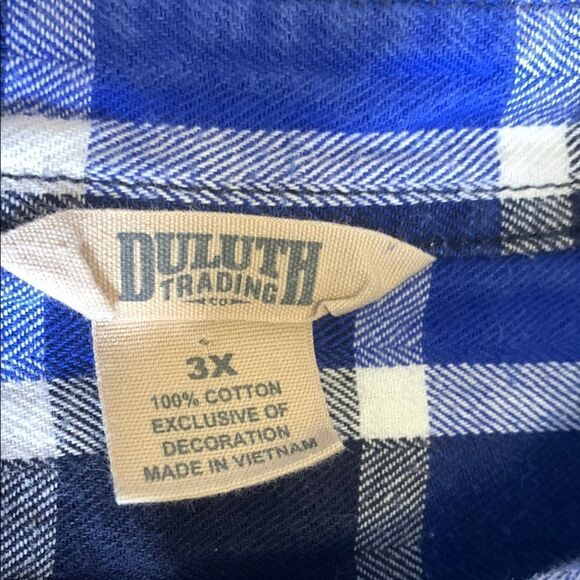 DULUTH
TRADING
CO
3X
100% COTTON
EXCLUSIVE OF
DECORATION
MADE IN VIETNAM